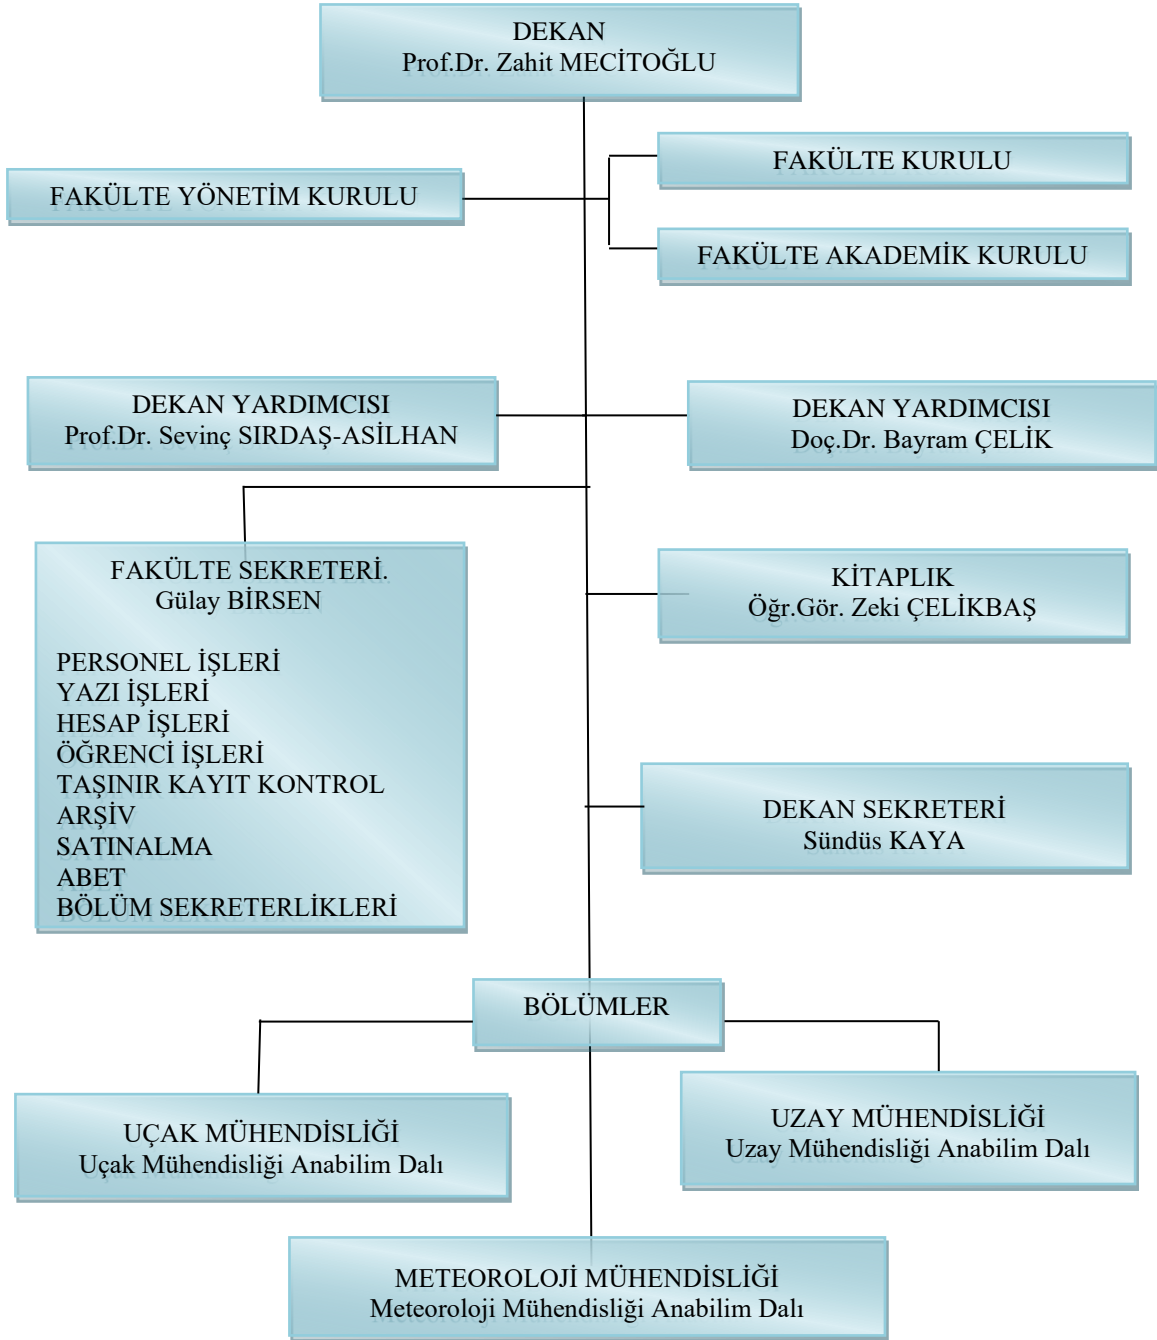 DEKAN
Prof.Dr. Zahit MECİTOĞLU
FAKÜLTE KURULU
FAKÜLTE YÖNETİM KURULU
FAKÜLTE AKADEMİK KURULU
DEKAN YARDIMCISI
Prof.Dr. Sevinç SIRDAŞ-ASİLHAN
DEKAN YARDIMCISI
Doç.Dr. Bayram ÇELİK
FAKÜLTE SEKRETERİ.
Gülay BİRSEN
PERSONEL İŞLERİ
YAZI İŞLERİ
HESAP İŞLERİ
ÖĞRENCİ İŞLERİ
TAŞINIR KAYIT KONTROL
ARŞİV
SATINALMA
ABET
BÖLÜM SEKRETERLİKLERİ
KİTAPLIK
Öğr.Gör. Zeki ÇELİKBAŞ
DEKAN SEKRETERİ
Sündüs KAYA
BÖLÜMLER
UÇAK MÜHENDİSLİĞİ
Uçak Mühendisliği Anabilim Dalı
UZAY MÜHENDİSLİĞİ
Uzay Mühendisliği Anabilim Dalı
METEOROLOJİ MÜHENDİSLİĞİ
Meteoroloji Mühendisliği Anabilim Dalı